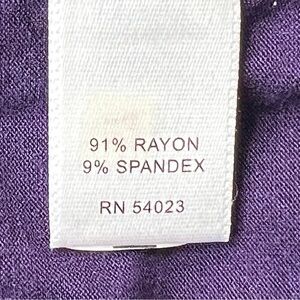 91% RAYON
9% SPANDEX
RN 54023